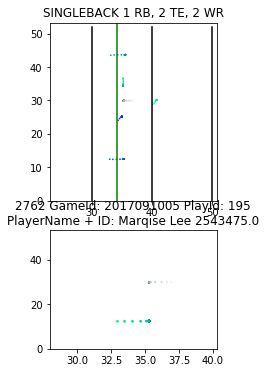 SINGLEBACK 1 RB, 2 TE, 2 WR
50
40
30
20
10
0
30 40 50
2762 GameId: 2017091005 PlayId: 195
PlayerName + ID: Marqise Lee 2543475.0
40
20
0
30.0 32.5 35.0 37.5 40.0